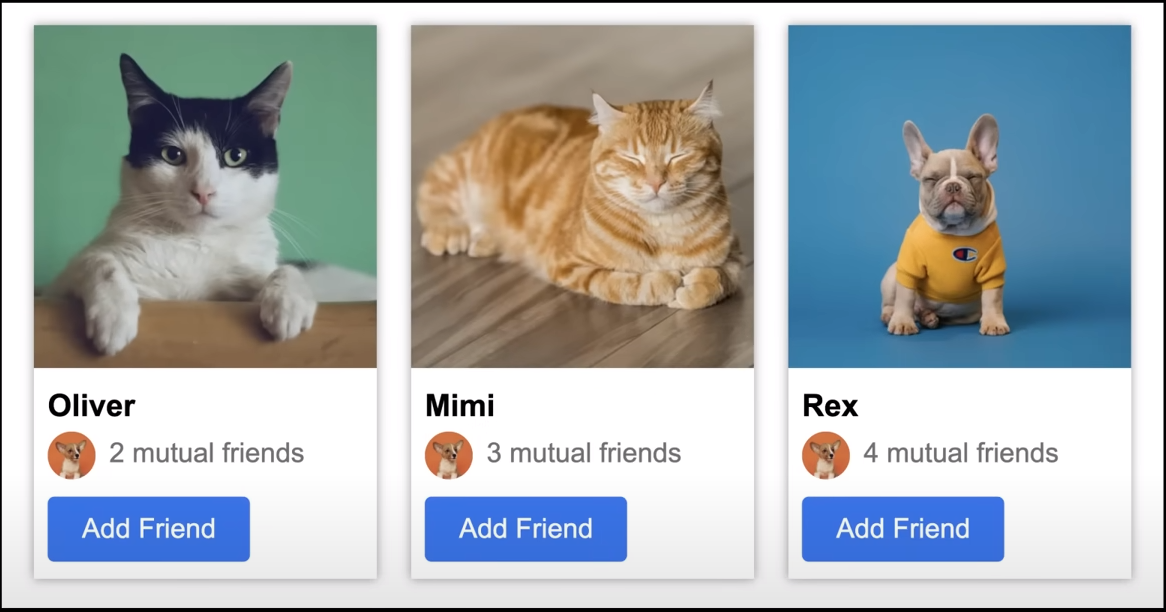 Oliver
2 mutual friends
Add Friend
Mimi
3 mutual friends
Add Friend
Rex
4 mutual friends
Add Friend